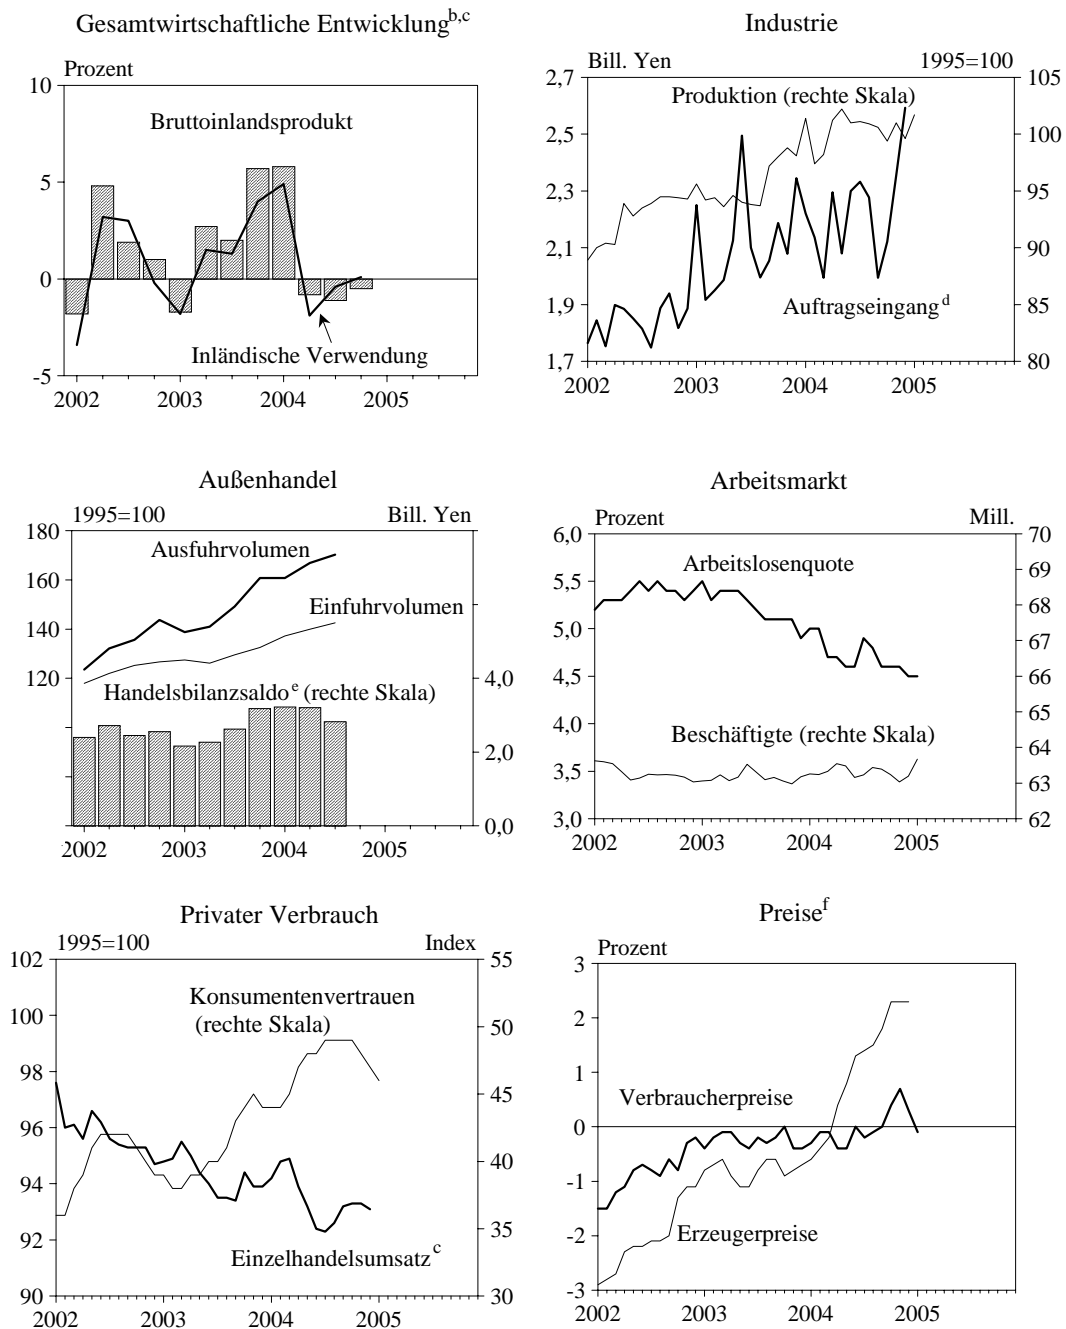 Gesamtwirtschaftliche Entwicklung b,c
Prozent
10
5
0
-5
Bruttoinlandsprodukt
Inländische Verwendung
2002 2003 2004 2005
Industrie
Bill. Yen 1995=100
2,7 105
2,5 100
2,3 95
2,1 90
1,9 85
1,7 80
Produktion (rechte Skala)
Auftragseingang d
2002 2003 2004 2005
Außenhandel
1995=100 Bill. Yen
180
160
140
120
4,0
2,0
0,0
Ausfuhrvolumen
Einfuhrvolumen
Handelsbilanzsaldo e (rechte Skala)
2002 2003 2004 2005
Arbeitsmarkt
Prozent Mill.
6,0 70
69
5,5
68
5,0
67
4,5 66
65
4,0
64
3,5
63
3,0 62
Arbeitslosenquote
Beschäftigte (rechte Skala)
2002 2003 2004 2005
Privater Verbrauch
1995=100 Index
102 55
100
50
98
45
96
40
94
35
92
90 30
Konsumentenvertrauen
(rechte Skala)
Einzelhandelsumsatz c
2002 2003 2004 2005
Preise f
Prozent
3
2
1
0
-1
-2
-3
Verbraucherpreise
Erzeugerpreise
2002 2003 2004 2005